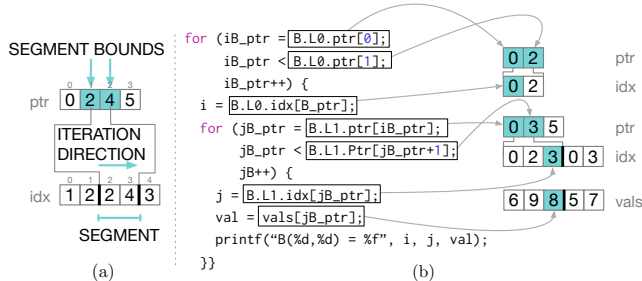 SEGMENT BOUNDS
0 1 2 3
ptr 0 2 4 5
ITERATION
DIRECTION
0 1 2 3 4
idx 1 2 2 4 3
SEGMENT
(a)
for (iB_ptr = B.L0.ptr[0];
iB_ptr < B.L0.ptr[1];
iB_ptr++) {
i = B.L0.idx[B_ptr];
for (jB_ptr = B.L1.ptr[iB_ptr];
jB_ptr < B.L1.Ptr[jB_ptr+1];
jB++) {
j = B.L1.idx[jB_ptr];
val = vals[jB_ptr];
printf(“B(%d,%d) = %f”, i, j, val);
}}
0 2 ptr
0 2 idx
0 3 5 ptr
0 2 3 0 3 idx
6 9 8 5 7 vals
(b)